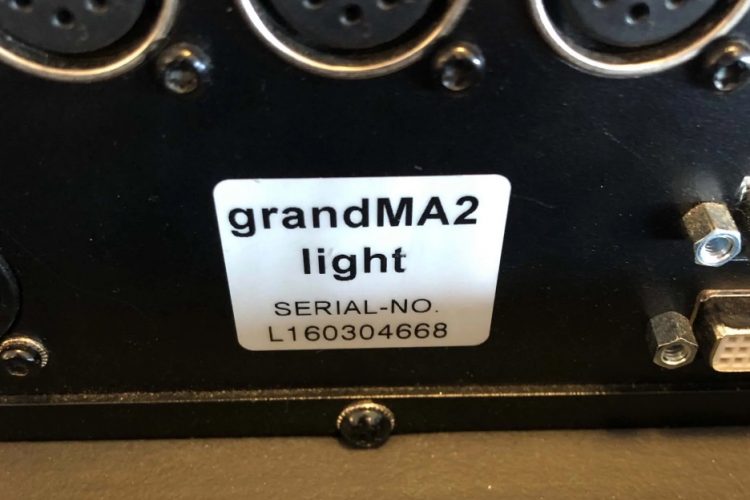 grandMA2
light
SERIAL-NO.
L160304668